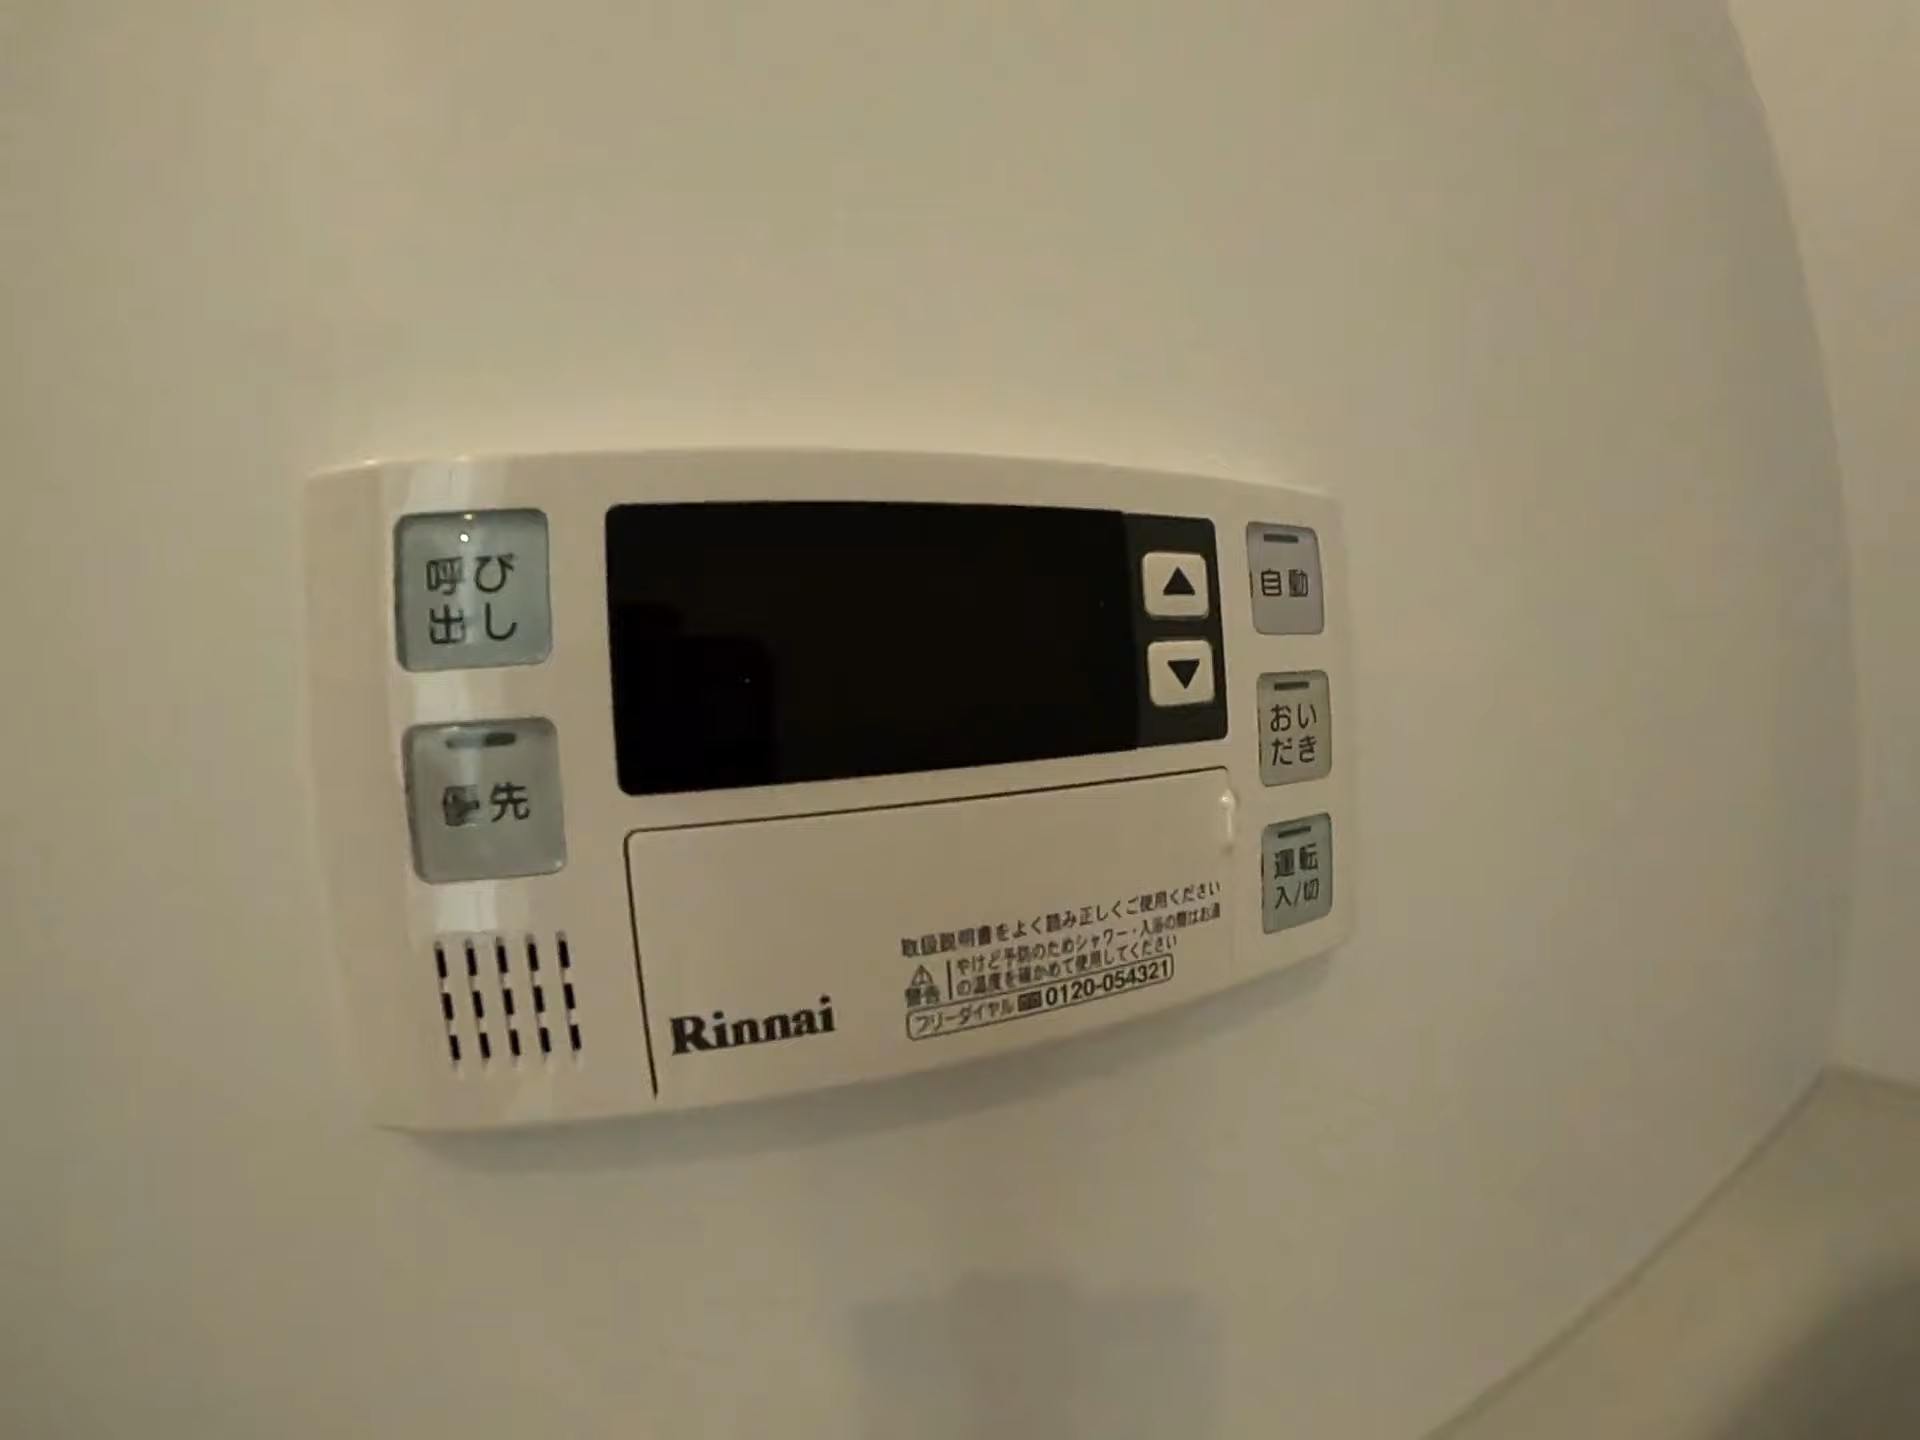 呼び
出し
優先
自動
おい
だき
運転
入/切
取扱説明書をよく読み正しくご使用ください
警告
やけど予防のためシャワー・入浴の際はお湯
の温度を確かめて使用してください
フリーダイヤル 0120-054321
Rinnai